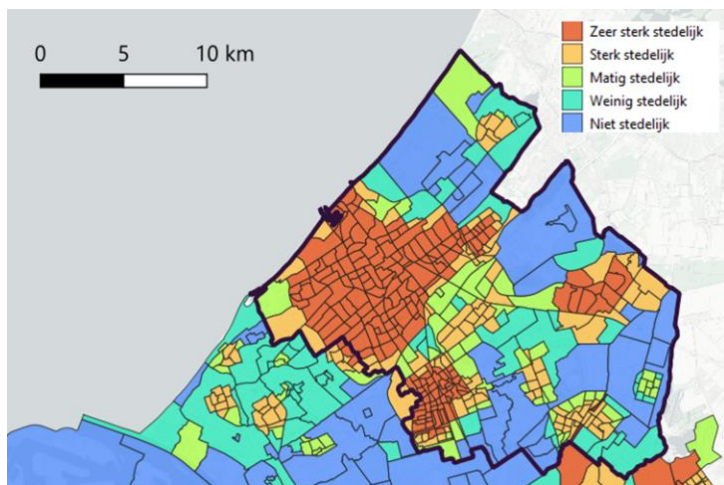 0 5 10 km
Zeer sterk stedelijk
Sterk stedelijk
Matig stedelijk
Weinig stedelijk
Niet stedelijk